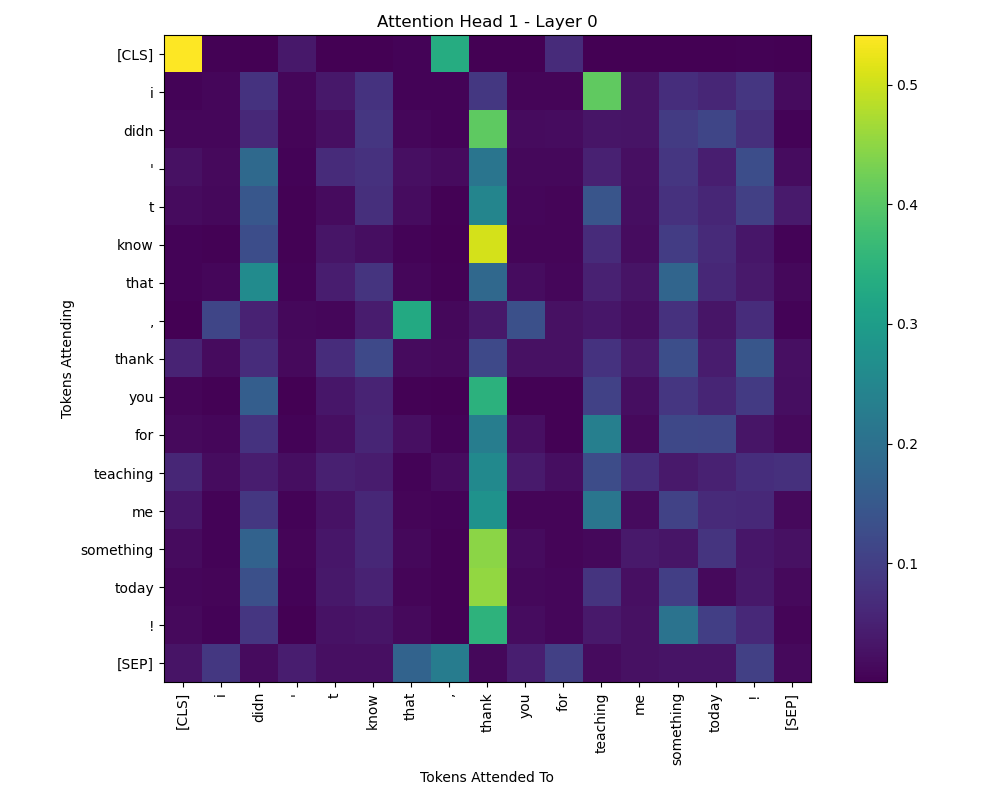 Attention Head 1 - Layer 0
[CLS]
i
didn
'
t
know
that
,
thank
you
for
teaching
me
something
today
!
[SEP]
Tokens Attending
[CLS]
i
didn
'
t
know
that
,
thank
you
for
teaching
me
something
today
!
[SEP]
Tokens Attended To
0.5
0.4
0.3
0.2
0.1